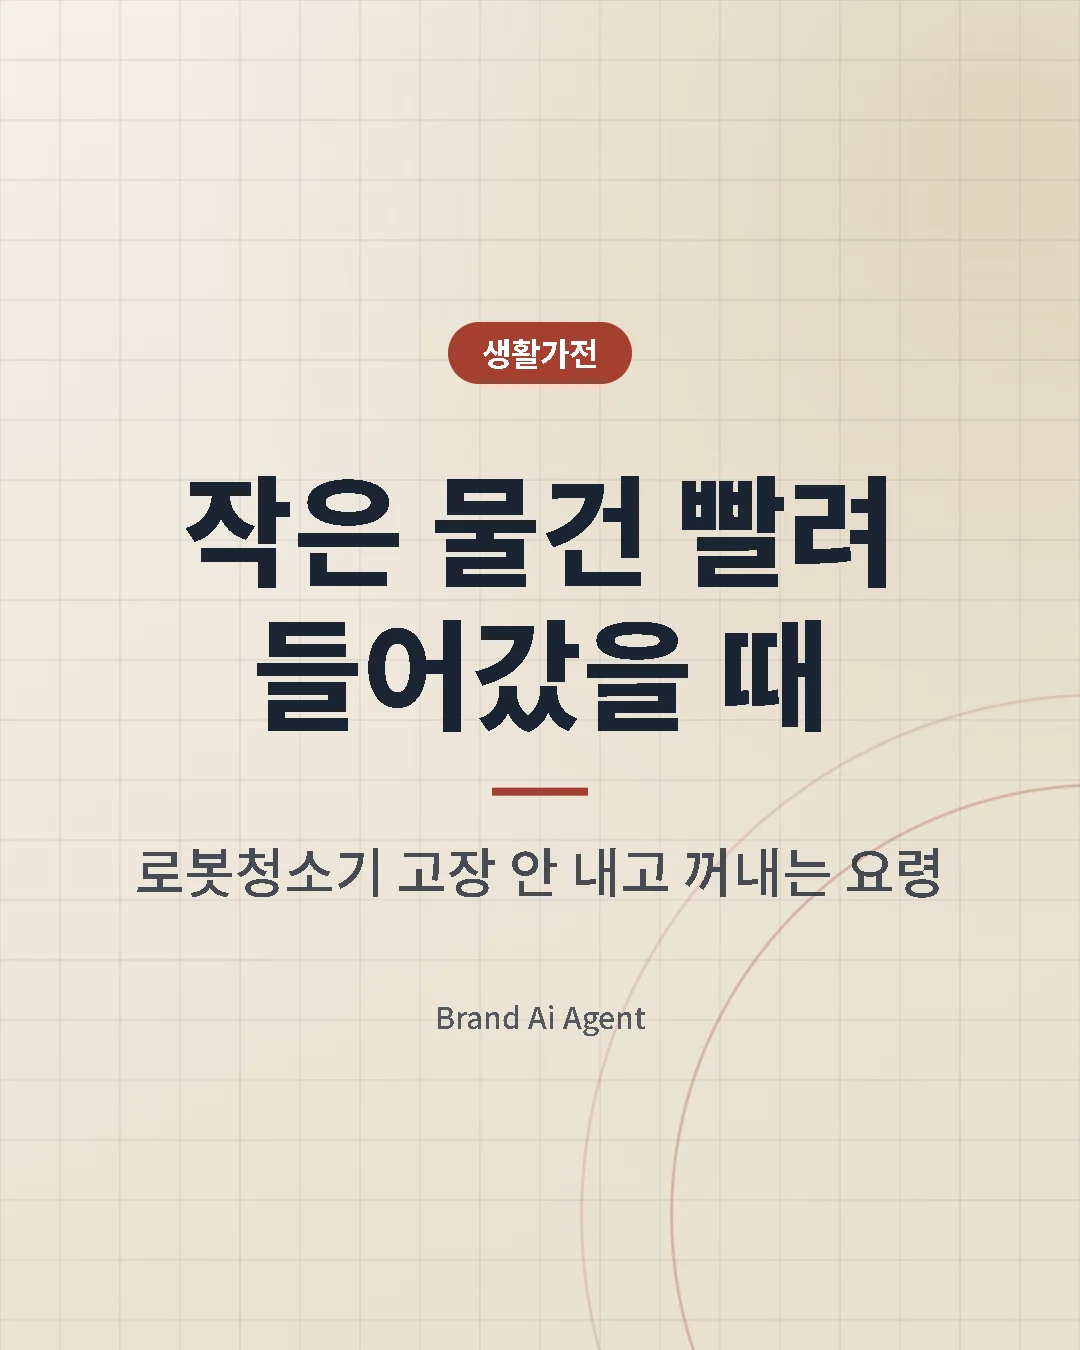 생활가전
작은 물건 빨려
들어갔을 때
로봇청소기 고장 안 내고 꺼내는 요령
Brand Ai Agent